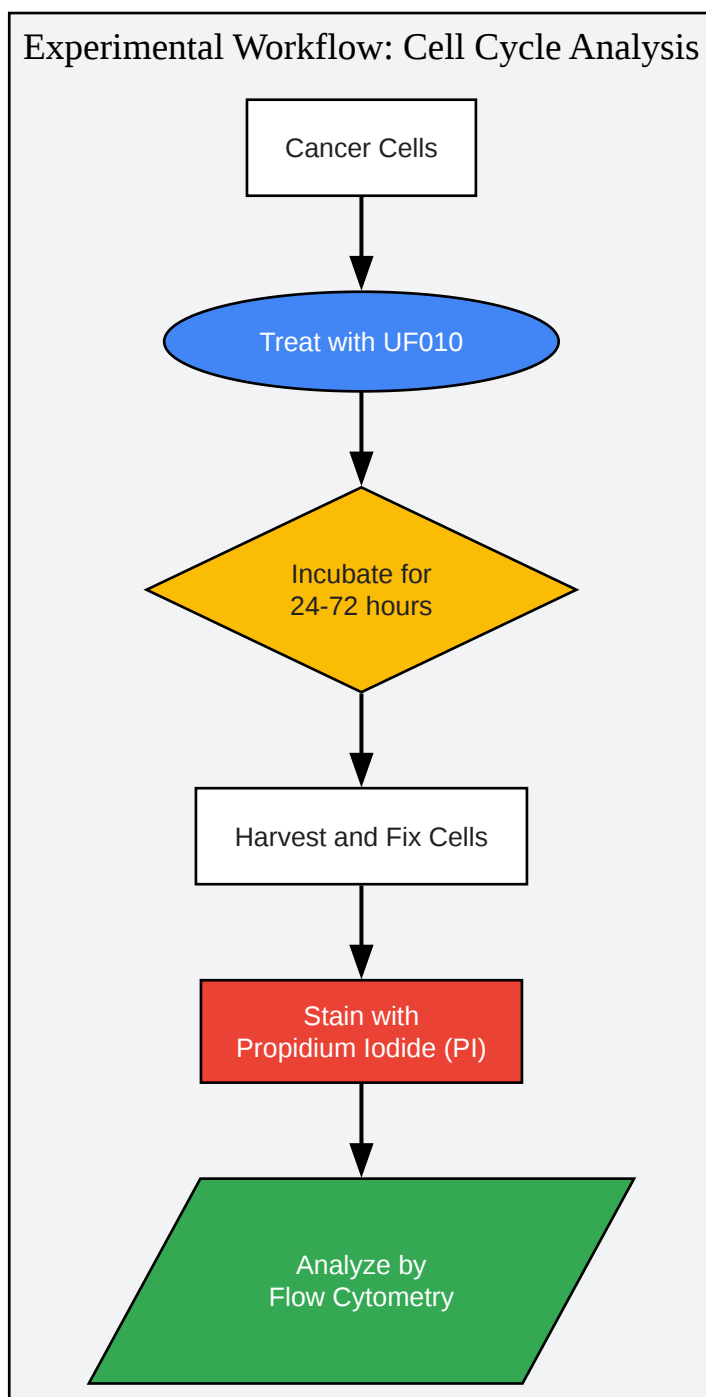 Experimental Workflow: Cell Cycle Analysis
Cancer Cells
Treat with UF010
Incubate for
24-72 hours
Harvest and Fix Cells
Stain with
Propidium Iodide (PI)
Analyze by
Flow Cytometry